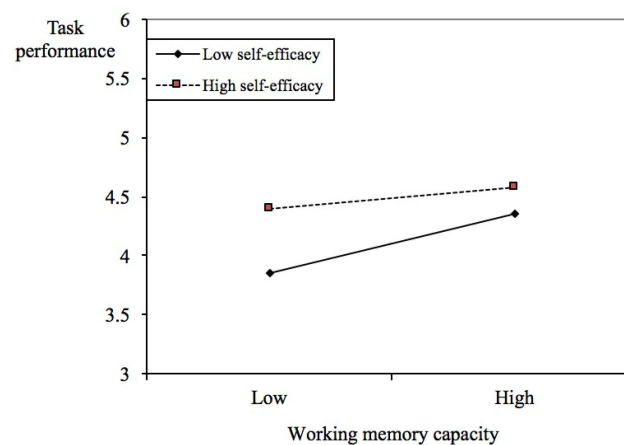 Task
performance
6
5.5
5
4.5
4
3.5
3
Low self-efficacy
High self-efficacy
Low High
Working memory capacity